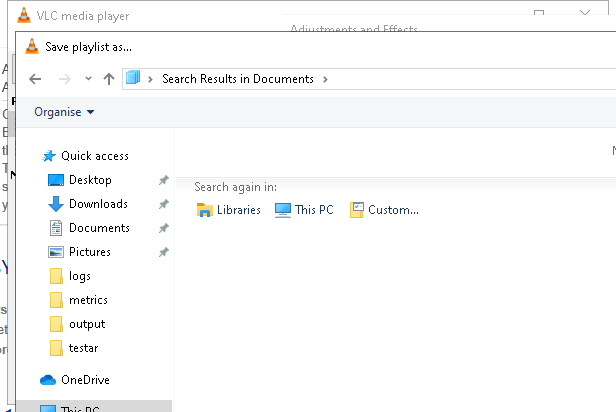 VLC media player
Adjustments and Effects
Save playlist as...
Search Results in Documents
Organise
Quick access
Search again in:
Desktop
Downloads
Libraries
This PC
Custom...
Documents
Pictures
logs
metrics
output
testar
OneDrive
This PC